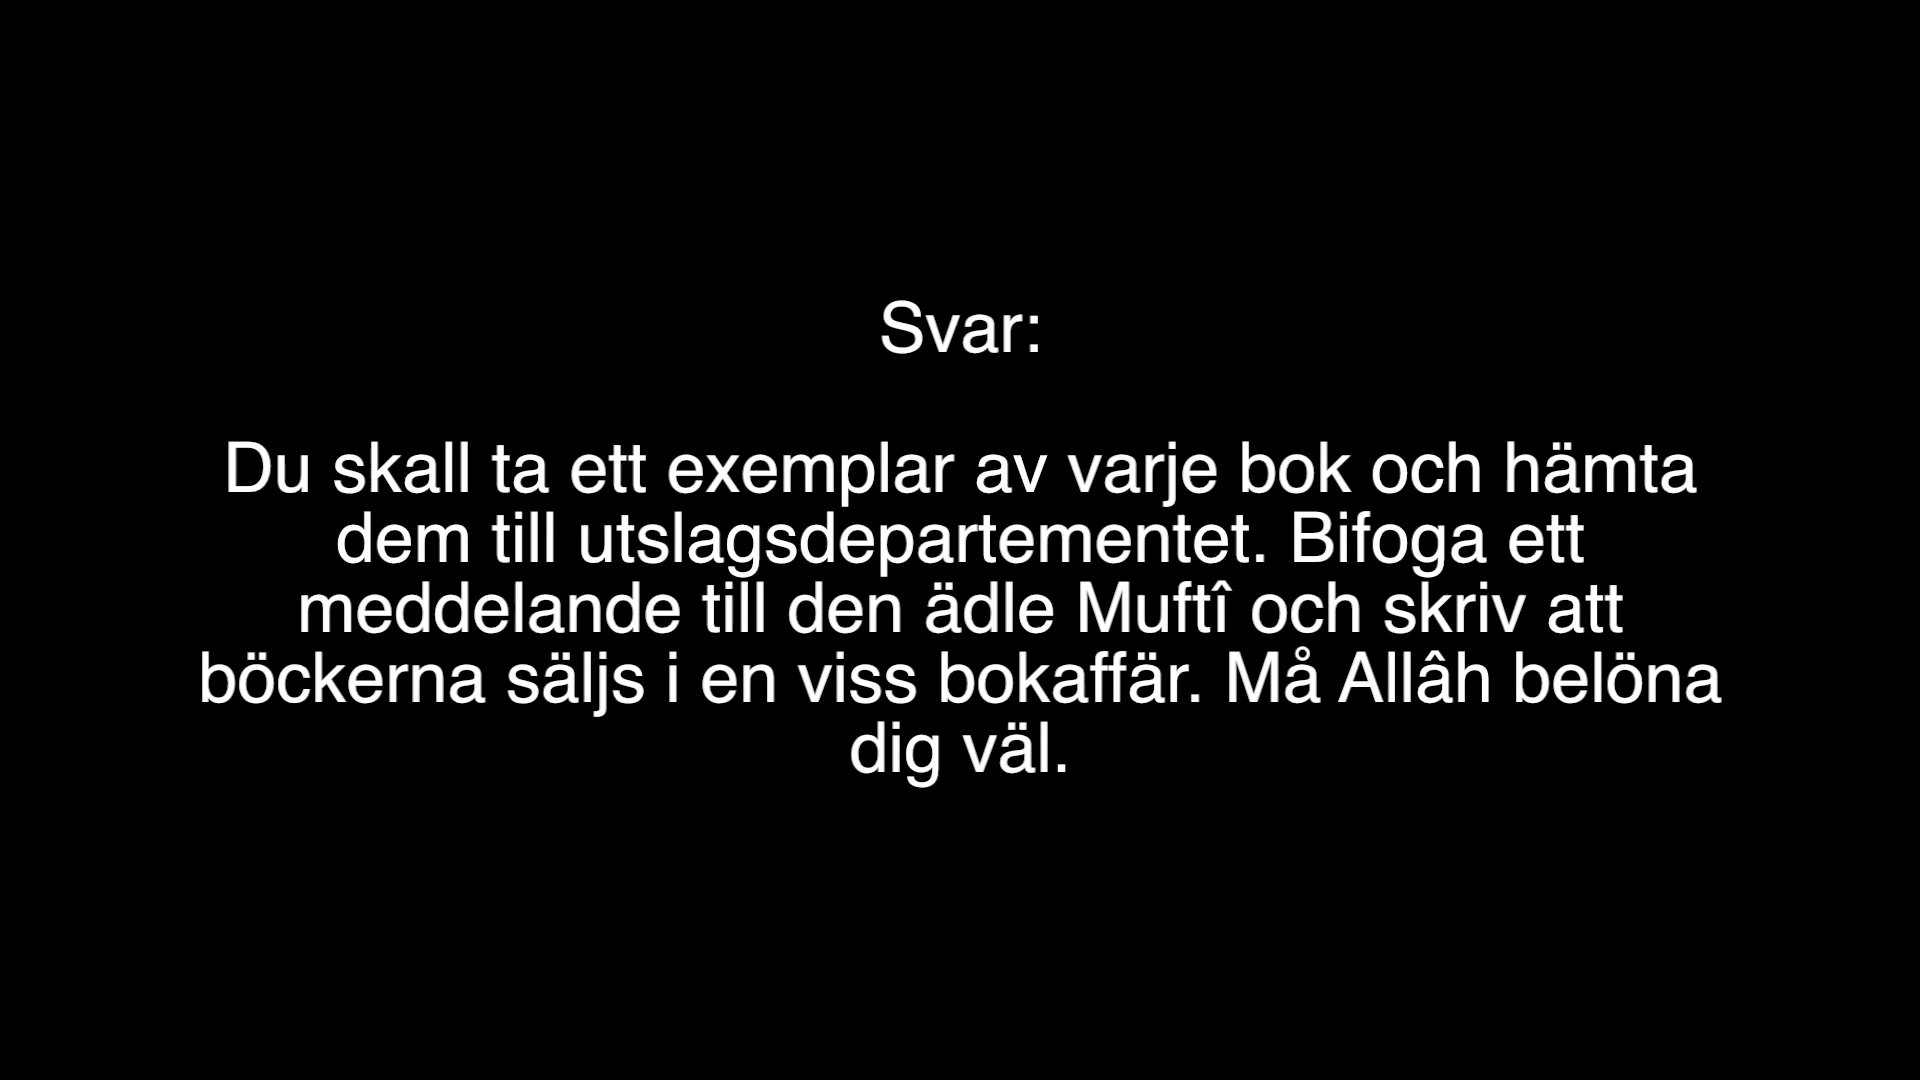 Svar:
Du skall ta ett exemplar av varje bok och hämta
dem till utslagsdepartementet. Bifoga ett
meddelande till den ädle Muftî och skriv att
böckerna säljs i en viss bokaffär. Må Allâh belöna
dig väl.